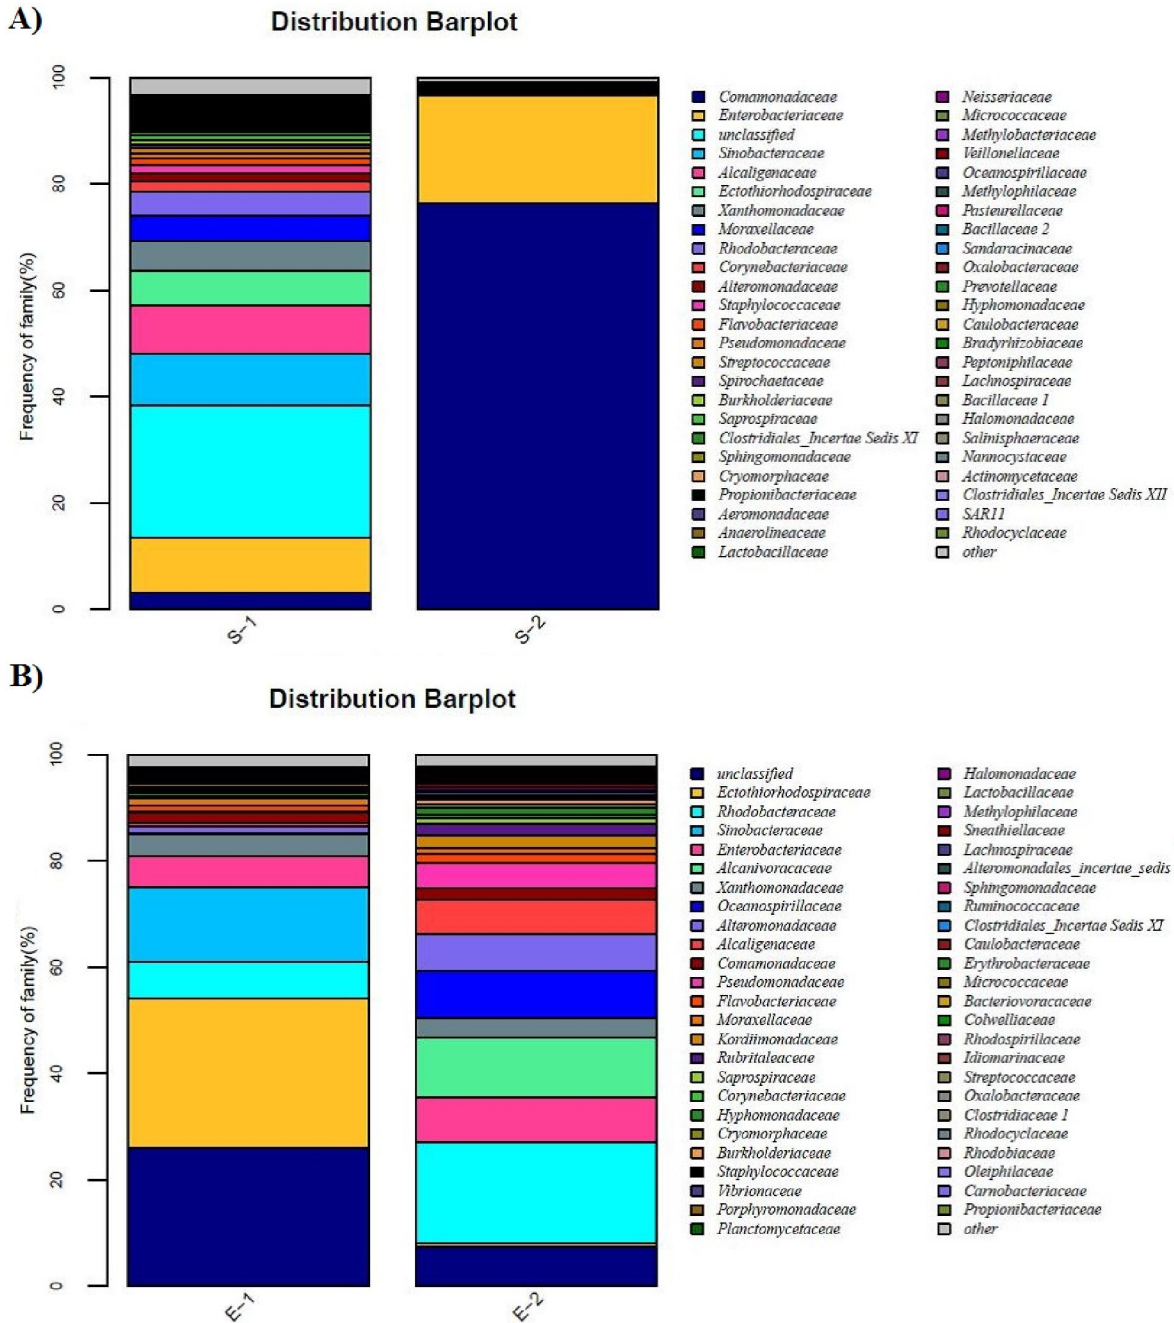 A)
Distribution Barplot
Frequency of family(%)
100
80
60
40
20
0
S-1
S-2
Comamonadaceae
Enterobacteriaceae
unclassified
Sinobacteraceae
Alcaligenaceae
Ectothiorhodospiraceae
Xanthomonadaceae
Moraxellaceae
Rhodobacteraceae
Corynebacteriaceae
Alteromonadaceae
Staphylococcaceae
Flavobacteriaceae
Pseudomonadaceae
Streptococcaceae
Spirochaetaceae
Burkholderiaceae
Saprospiraceae
Clostridiales_Incertae Sedis XI
Sphingomonadaceae
Cryomorphaceae
Propionibacteriaceae
Aeromonadaceae
Anaerolineaceae
Lactobacillaceae
Neisseriaceae
Micrococcaceae
Methylobacteriaceae
Veillonellaceae
Oceanospirillaceae
Methylophilaceae
Pasteurellaceae
Bacillaceae 2
Sandaracinaceae
Oxalobacteraceae
Prevotellaceae
Hyphomonadaceae
Caulobacteraceae
Bradyrhizobiaceae
Peptoniphilaceae
Lachnospiraceae
Bacillaceae 1
Halomonadaceae
Salinisphaeraceae
Nannocystaceae
Actinomycetaceae
Clostridiales_Incertae Sedis XII
SAR11
Rhodocyclaceae
other
B)
Distribution Barplot
Frequency of family(%)
100
80
60
40
20
0
E-1
E-2
unclassified
Ectothiorhodospiraceae
Rhodobacteraceae
Sinobacteraceae
Enterobacteriaceae
Alcanivoracaceae
Xanthomonadaceae
Oceanospirillaceae
Alteromonadaceae
Alcaligenaceae
Comamonadaceae
Pseudomonadaceae
Flavobacteriaceae
Moraxellaceae
Kordiimonadaceae
Rubritaleaceae
Saprospiraceae
Corynebacteriaceae
Hyphomonadaceae
Cryomorphaceae
Burkholderiaceae
Staphylococcaceae
Vibrionaceae
Porphyromonadaceae
Planctomycetaceae
Halomonadaceae
Lactobacillaceae
Methylophilaceae
Sneathiellaceae
Lachnospiraceae
Alteromonadales_incertae_sedis
Sphingomonadaceae
Ruminococcaceae
Clostridiales_Incertae Sedis XI
Caulobacteraceae
Erythrobacteraceae
Micrococcaceae
Bacteriovoracaceae
Colwelliaceae
Rhodospirillaceae
Idiomarinaceae
Streptococcaceae
Oxalobacteraceae
Clostridiaceae 1
Rhodocyclaceae
Rhodobiaceae
Oleiphilaceae
Carnobacteriaceae
Propionibacteriaceae
other